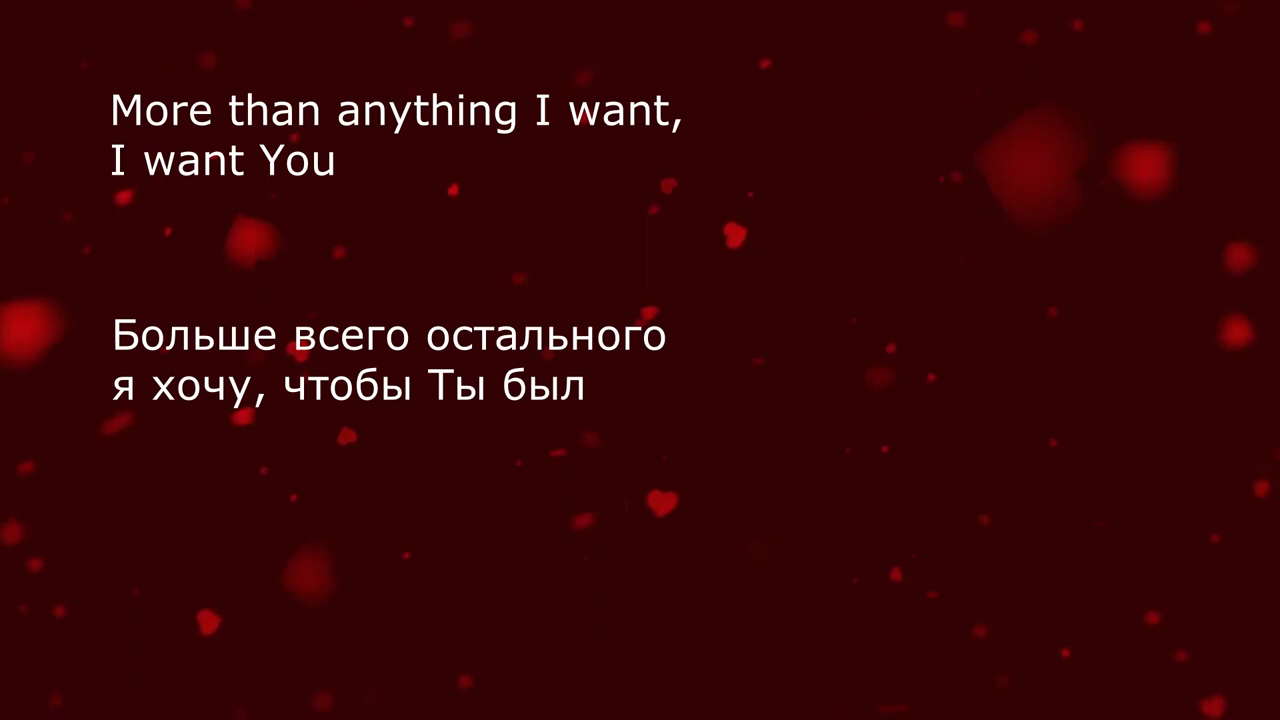 More than anything I want,
I want You
Больше всего остального
я хочу, чтобы Ты был